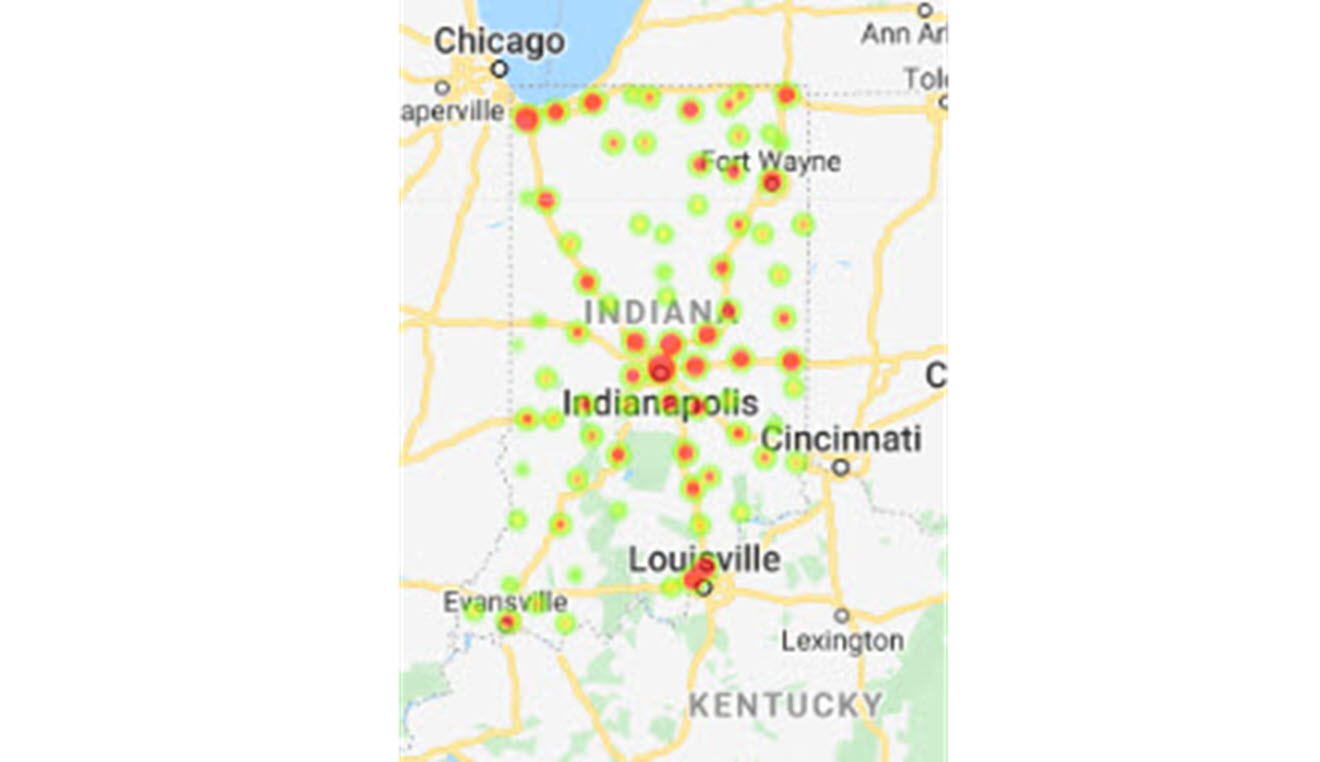 Chicago
Ann Ar
Tol
aperville
Fort Wayne
INDIANA
C
Indianapolis
Cincinnati
Louisville
Evansville
Lexington
KENTUCKY